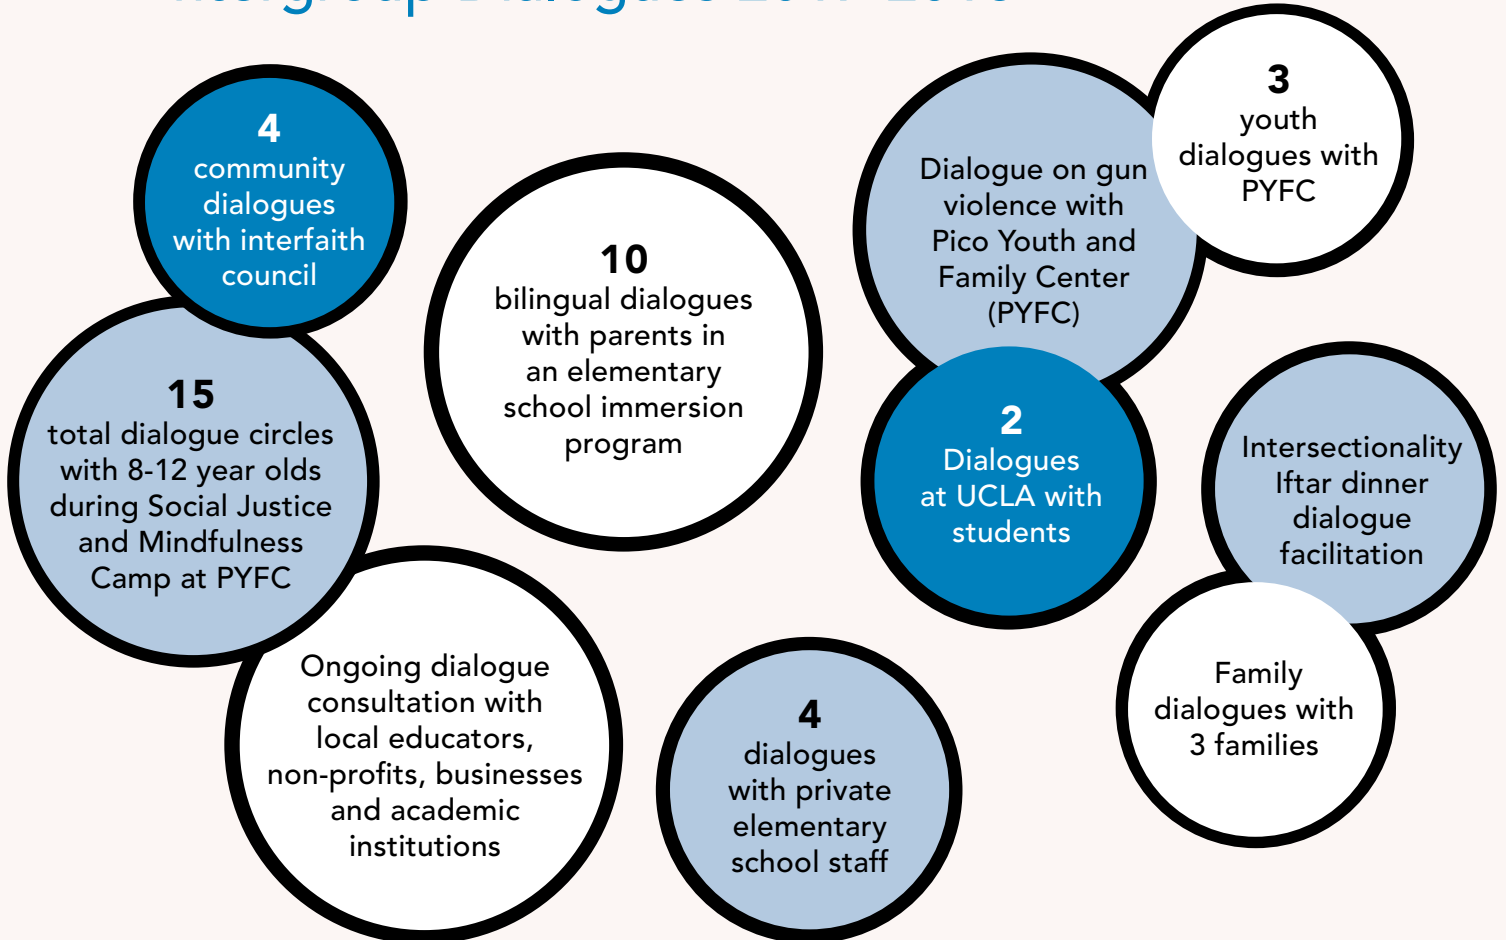 Intergroup Dialogues 2017-2018
4
community
dialogues
with interfaith
council
15
total dialogue circles
with 8-12 year olds
during Social Justice
and Mindfulness
Camp at PYFC
10
bilingual dialogues
with parents in
an elementary
school immersion
program
Ongoing dialogue
consultation with
local educators,
non-profits, businesses
and academic
institutions
4
dialogues
with private
elementary
school staff
Dialogue on gun
violence with
Pico Youth and
Family Center
(PYFC)
3
youth
dialogues with
PYFC
2
Dialogues
at UCLA with
students
Intersectionality
Iftar dinner
dialogue
facilitation
Family
dialogues with
3 families